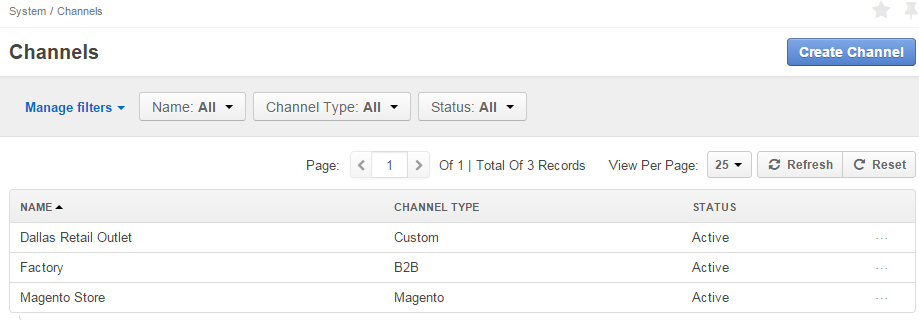 System / Channels
Channels
Create Channel
Manage filters
Name: All
Channel Type: All
Status: All
Page: 1 Of 1 | Total Of 3 Records View Per Page: 25 Refresh Reset
NAME CHANNEL TYPE STATUS
Dallas Retail Outlet Custom Active ...
Factory B2B Active ...
Magento Store Magento Active ...